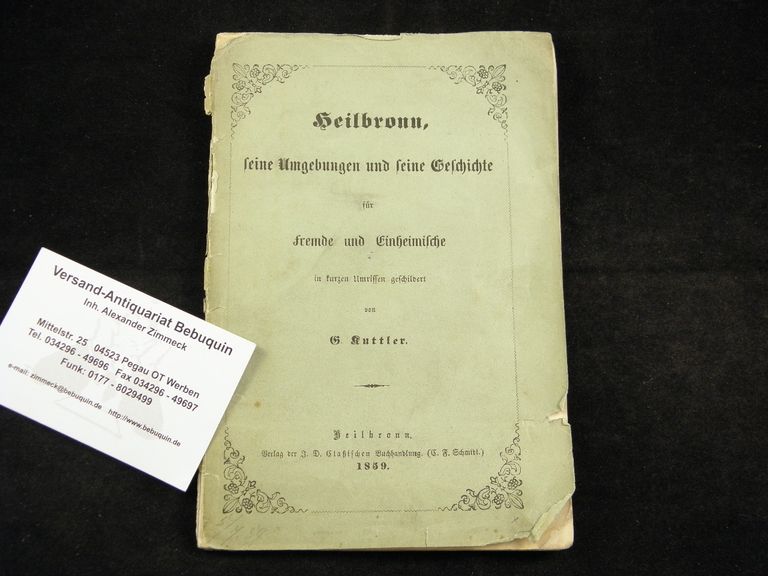 Heilbronn,
seine Umgebungen und seine Geschichte
für
Fremde und Einheimische
in kurzen Umrissen geschildert
von
G Kuttler.
Heilbronn,
Verlag der J. D. Claßischen Buchhandlung. (C. F. Schmidt.)
1859.
Versand-Antiquariat Bebuquin
Inh. Alexander Zimmeck
Mittelstr. 25 04523 Pegau OT Werben
Tel. 034296 - 49696 Fax 034296 - 49697
Funk: 0177 - 8029499
e-mail: zimmeck@bebuquin.de http://www.bebuquin.de